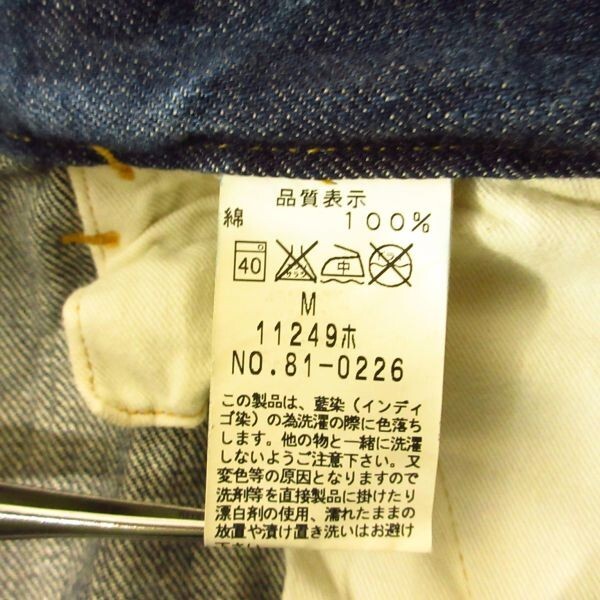 品質表示
綿 100%
40 中
M
11249ホ
NO.81-0226
この製品は、藍染（インディ
ゴ染）の為洗濯の際に色落ち
します。他の物と一緒に洗濯
しないようご注意下さい。又
変色等の原因となりますので
洗剤等を直接製品に掛けたり
漂白剤の使用、濡れたままの
放置や漬け置き洗いはお避け
下さい。